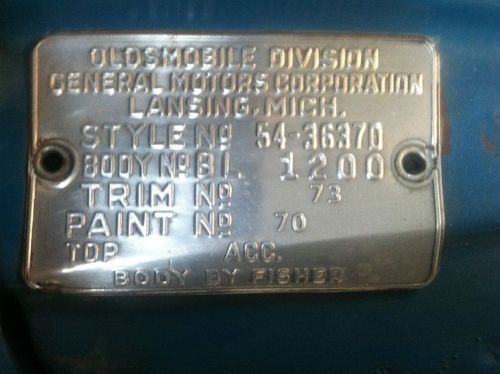 OLDSMOBILE DIVISION
GENERAL MOTORS CORPORATION
LANSING, MICH.
STYLE Nº 54-3637D
BODY Nº BL 1200
TRIM Nº 73
PAINT Nº 70
TOP ACC.
BODY BY FISHER